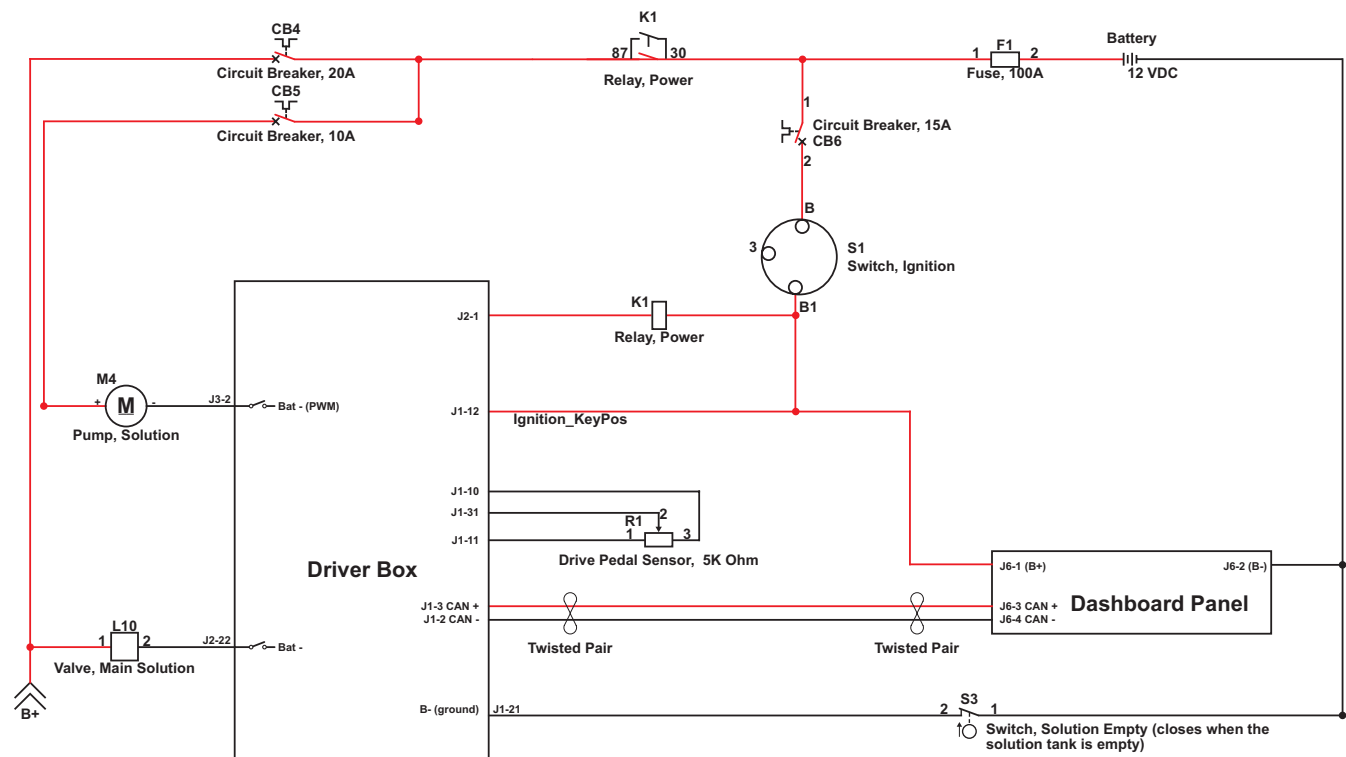 CB4
Circuit Breaker, 20A
CB5
Circuit Breaker, 10A
K1
87
30
Relay, Power
1
F1
2
Fuse, 100A
Battery
12 VDC
1
Circuit Breaker, 15A
CB6
2
B
3
S1
Switch, Ignition
B1
K1
Relay, Power
J2-1
M4
+
M
-
Pump, Solution
J3-2
Bat - (PWM)
J1-12
Ignition_KeyPos
J1-10
J1-31
J1-11
R1
2
1
3
Drive Pedal Sensor, 5K Ohm
Driver Box
J6-1 (B+)
J6-2 (B-)
J1-3 CAN +
J1-2 CAN -
J6-3 CAN +
J6-4 CAN -
Dashboard Panel
Twisted Pair
Twisted Pair
L10
1
2
Valve, Main Solution
J2-22
Bat -
B+
B- (ground)
J1-21
2
S3
1
Switch, Solution Empty (closes when the
solution tank is empty)